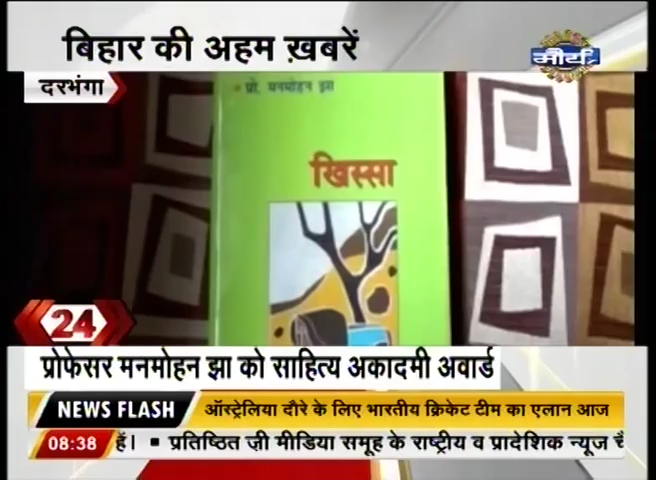 बिहार की अहम ख़बरें
मौर्य
दरभंगा
प्रो. मनमोहन झा
खिस्सा
24
प्रोफेसर मनमोहन झा को साहित्य अकादमी अवार्ड
NEWS FLASH
ऑस्ट्रेलिया दौरे के लिए भारतीय क्रिकेट टीम का एलान आज
08:38
हैं। ▪ प्रतिष्ठित ज़ी मीडिया समूह के राष्ट्रीय व प्रादेशिक न्यूज